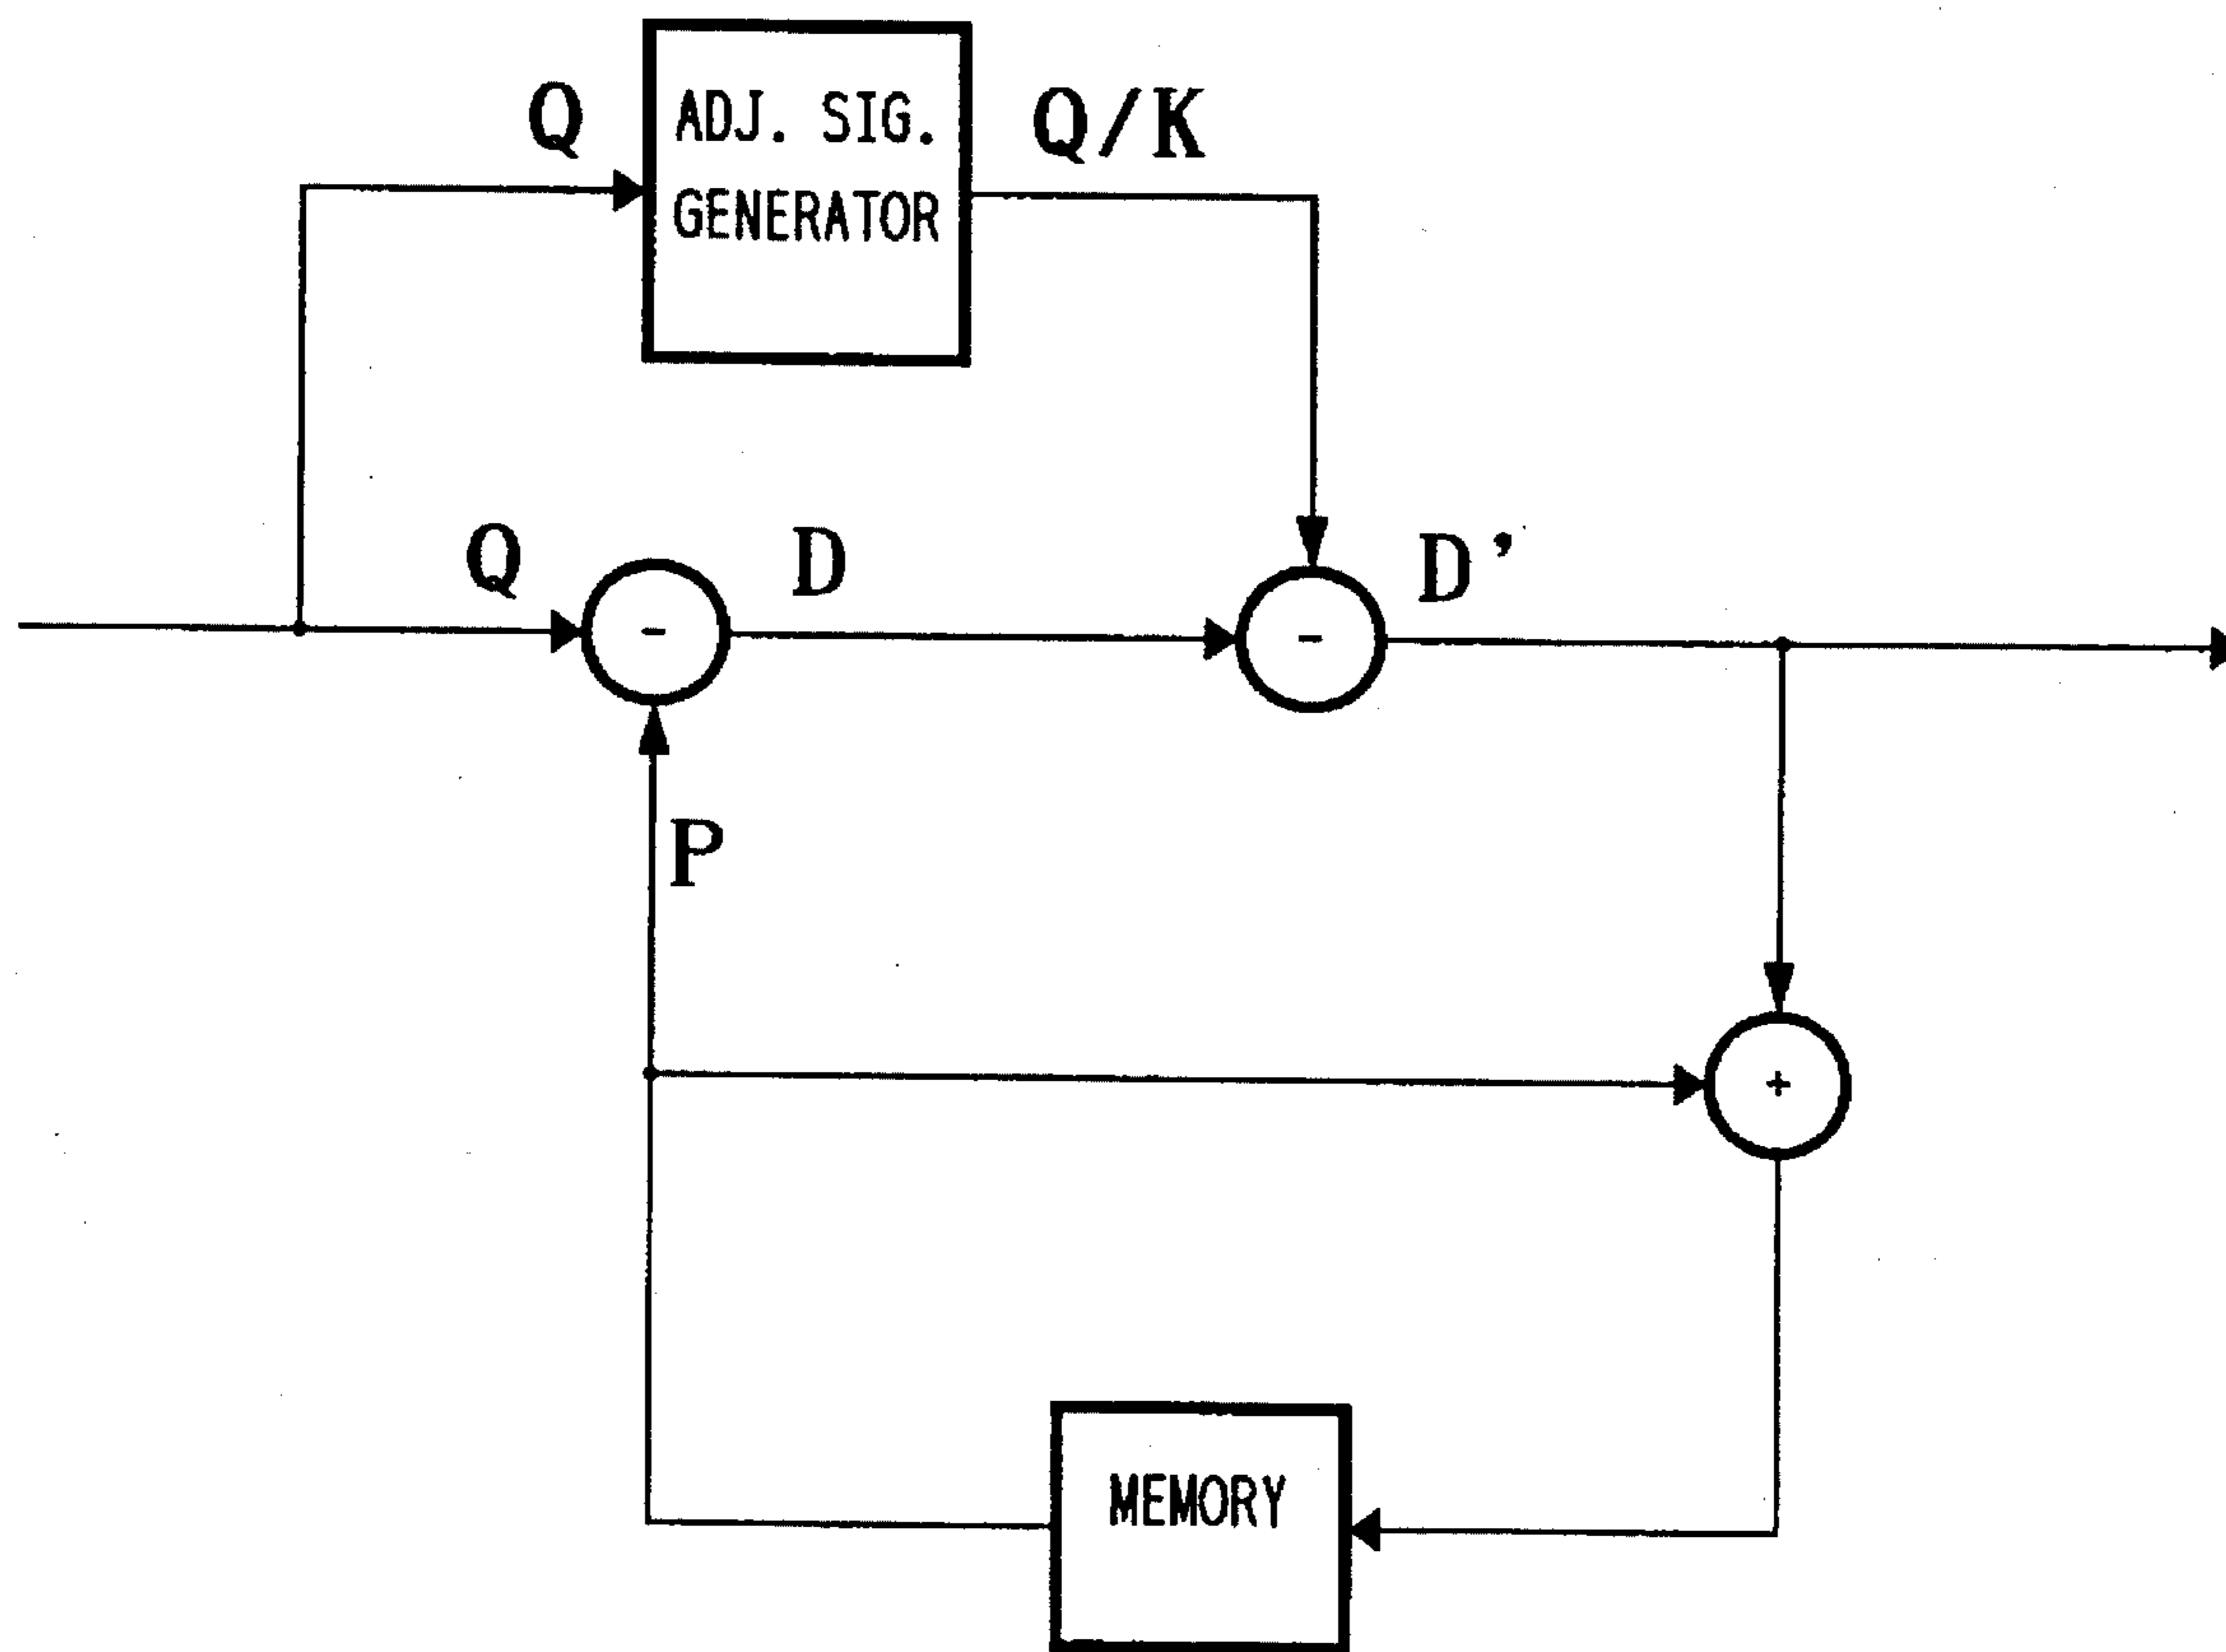 Q
ADJ. SIG.
GENERATOR
Q/K
Q
-
D
-
D'
P
+
MEMORY